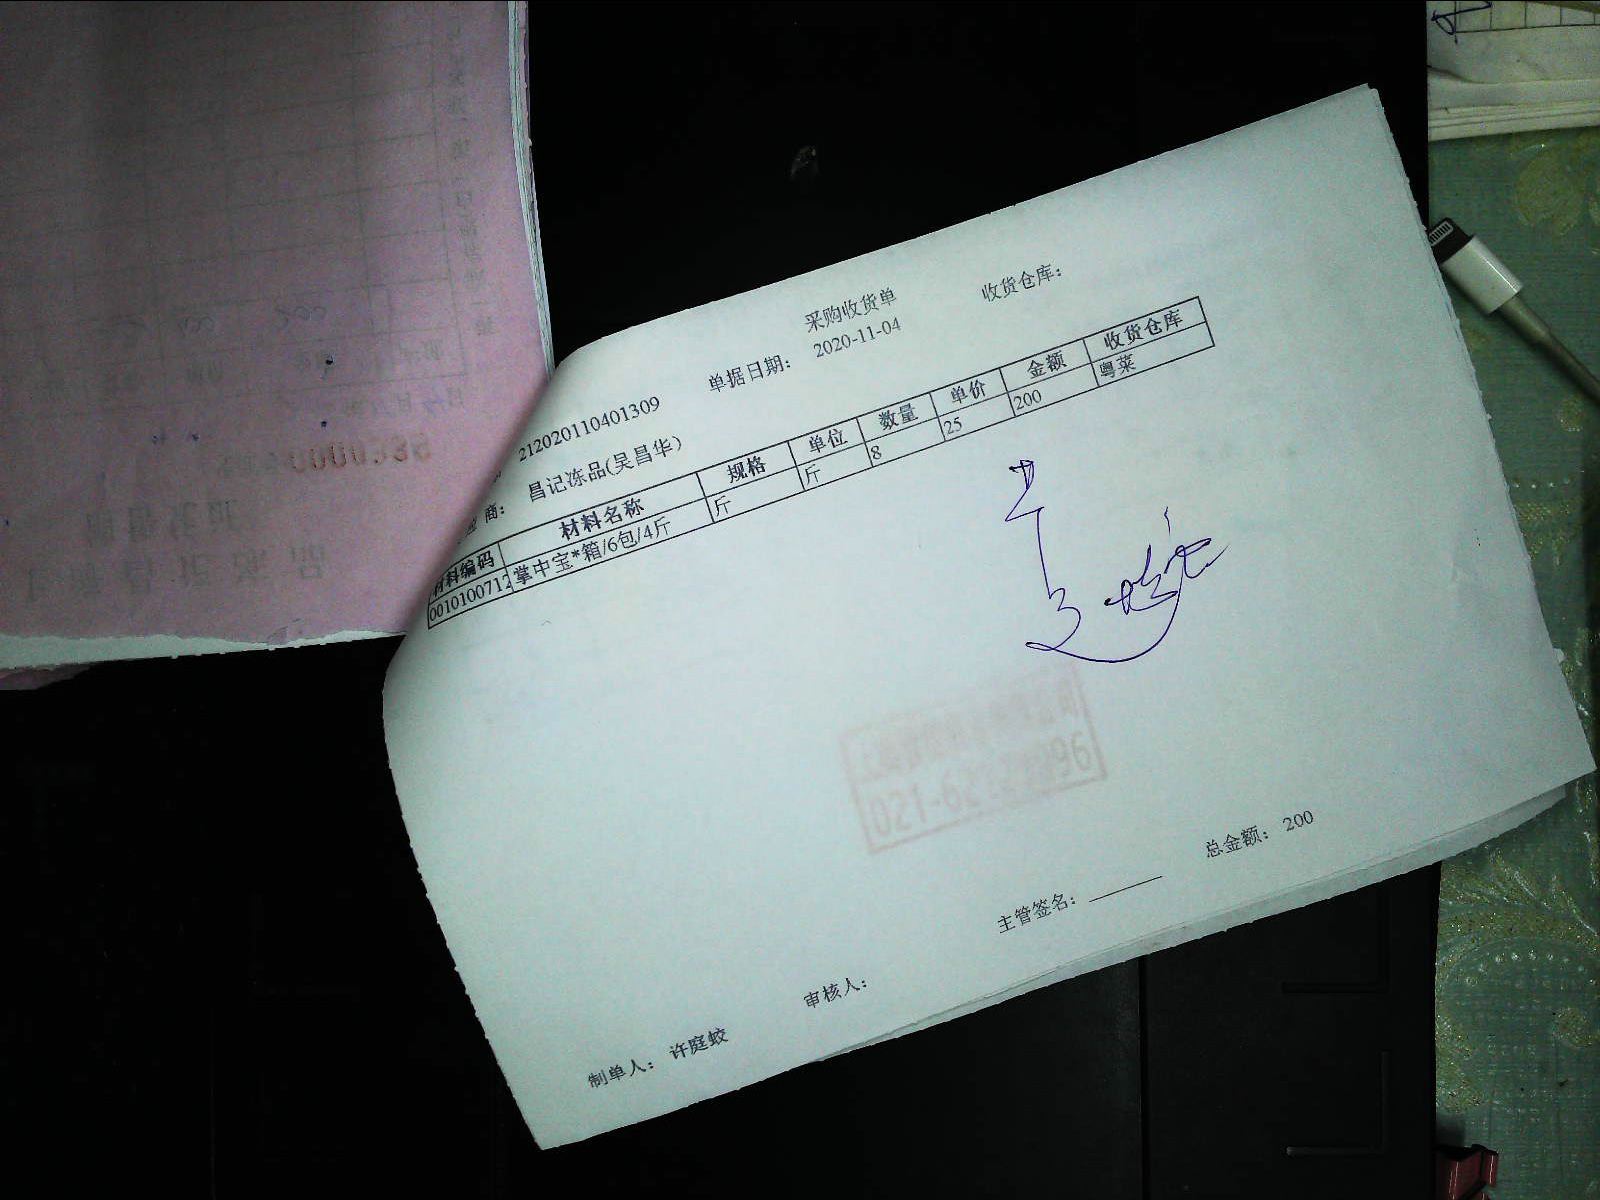 采购收货单
收货仓库：
212020110401309
单据日期： 2020-11-04
商： 昌记冻品(吴昌华)
材料编码 材料名称 规格 单位 数量 单价 金额 收货仓库
0010100712 掌中宝*箱/6包/4斤 斤 斤 8 25 200 粤菜
021-62
96
总金额： 200
主管签名：
审核人：
制单人： 许庭蛟